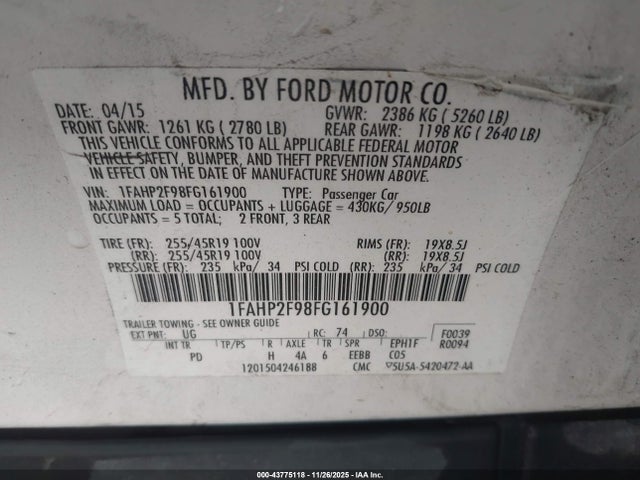 MFD. BY FORD MOTOR CO.
DATE: 04/15 GVWR: 2386 KG ( 5260 LB)
FRONT GAWR: 1261 KG ( 2780 LB) REAR GAWR: 1198 KG ( 2640 LB)
THIS VEHICLE CONFORMS TO ALL APPLICABLE FEDERAL MOTOR
VEHICLE SAFETY, BUMPER, AND THEFT PREVENTION STANDARDS
IN EFFECT ON THE DATE OF MANUFACTURE SHOWN ABOVE.
VIN: 1FAHP2F98FG161900 TYPE: Passenger Car
MAXIMUM LOAD = OCCUPANTS + LUGGAGE = 430KG/ 950LB
OCCUPANTS = 5 TOTAL; 2 FRONT, 3 REAR
TIRE (FR): 255/45R19 100V RIMS (FR): 19X8.5J
(RR): 255/45R19 100V (RR): 19X8.5J
PRESSURE (FR): 235 kPa/ 34 PSI COLD (RR): 235 kPa/ 34 PSI COLD
1FAHP2F98FG161900
TRAILER TOWING - SEE OWNER GUIDE
EXT PNT: UG RC: 74 DSO: F0039
INT TR TP/PS R AXLE TR SPR EPH1F R0094
PD H 4A 6 EEBB C05
1201504246188 CMC 5U5A-5420472-AA
000-43775118 - 11/26/2025 - IAA Inc.